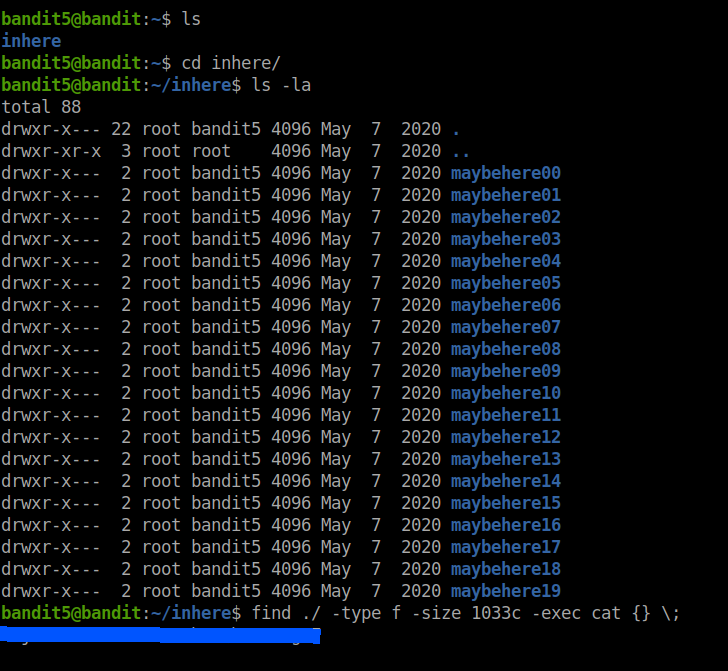 bandit5@bandit:~$ ls
inhere
bandit5@bandit:~$ cd inhere/
bandit5@bandit:~/inhere$ ls -la
total 88
drwxr-x--- 22 root bandit5 4096 May  7  2020 .
drwxr-xr-x  3 root root    4096 May  7  2020 ..
drwxr-x---  2 root bandit5 4096 May  7  2020 maybehere00
drwxr-x---  2 root bandit5 4096 May  7  2020 maybehere01
drwxr-x---  2 root bandit5 4096 May  7  2020 maybehere02
drwxr-x---  2 root bandit5 4096 May  7  2020 maybehere03
drwxr-x---  2 root bandit5 4096 May  7  2020 maybehere04
drwxr-x---  2 root bandit5 4096 May  7  2020 maybehere05
drwxr-x---  2 root bandit5 4096 May  7  2020 maybehere06
drwxr-x---  2 root bandit5 4096 May  7  2020 maybehere07
drwxr-x---  2 root bandit5 4096 May  7  2020 maybehere08
drwxr-x---  2 root bandit5 4096 May  7  2020 maybehere09
drwxr-x---  2 root bandit5 4096 May  7  2020 maybehere10
drwxr-x---  2 root bandit5 4096 May  7  2020 maybehere11
drwxr-x---  2 root bandit5 4096 May  7  2020 maybehere12
drwxr-x---  2 root bandit5 4096 May  7  2020 maybehere13
drwxr-x---  2 root bandit5 4096 May  7  2020 maybehere14
drwxr-x---  2 root bandit5 4096 May  7  2020 maybehere15
drwxr-x---  2 root bandit5 4096 May  7  2020 maybehere16
drwxr-x---  2 root bandit5 4096 May  7  2020 maybehere17
drwxr-x---  2 root bandit5 4096 May  7  2020 maybehere18
drwxr-x---  2 root bandit5 4096 May  7  2020 maybehere19
bandit5@bandit:~/inhere$ find ./ -type f -size 1033c -exec cat {} \;